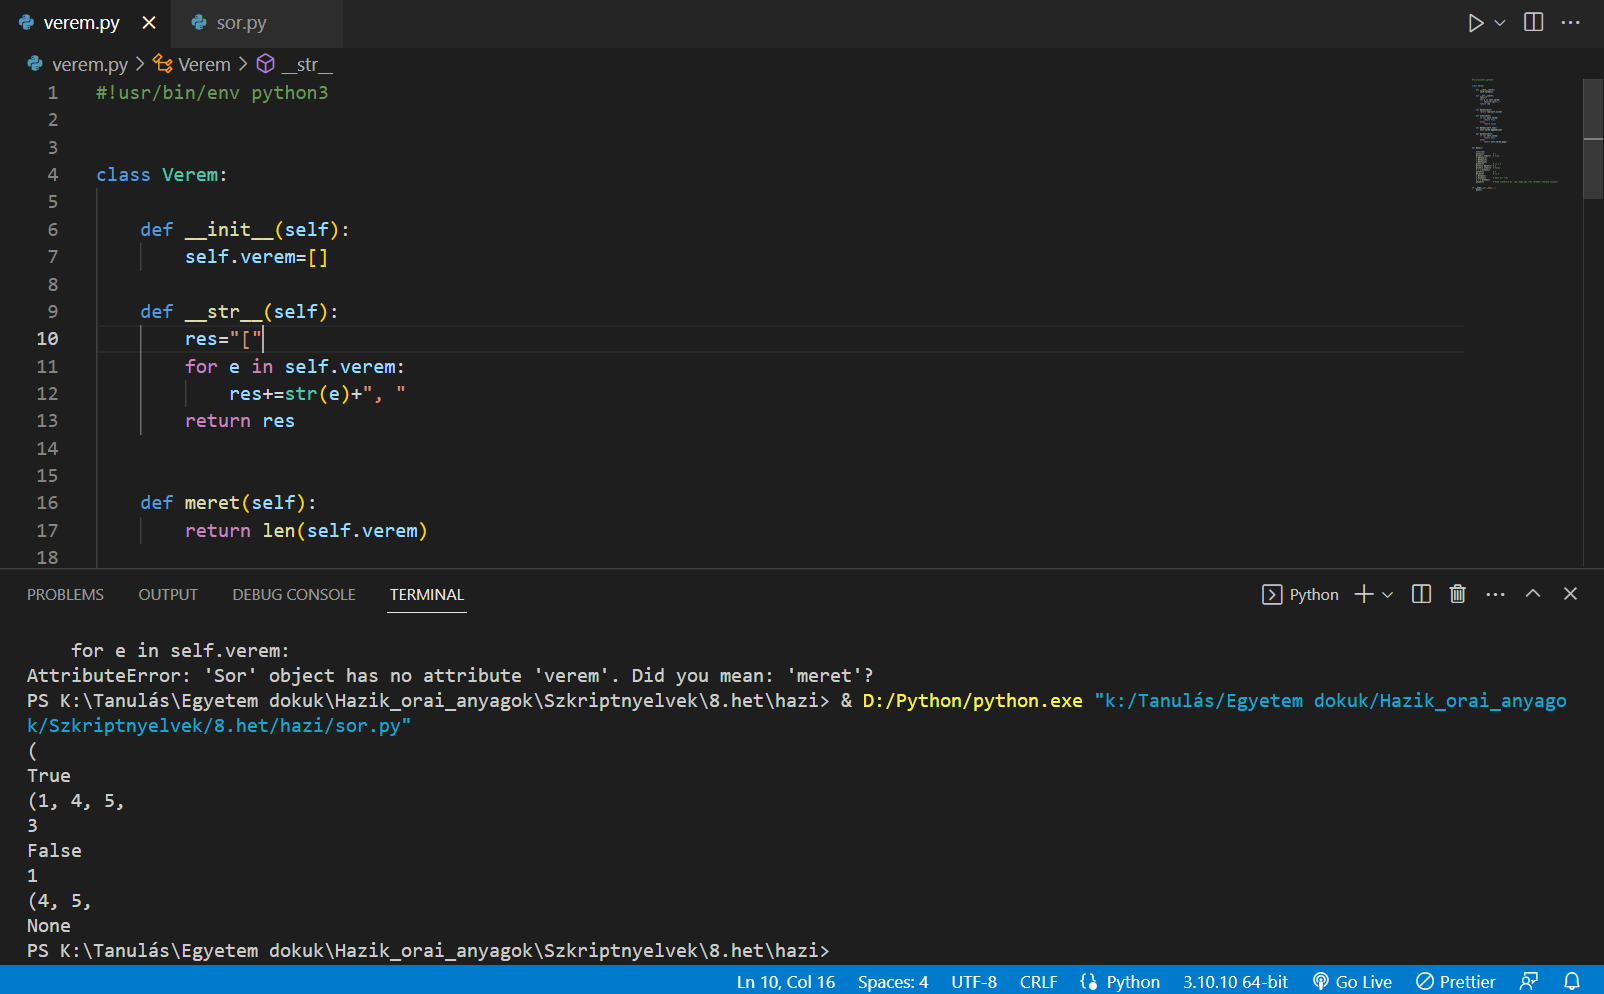 verem.py
sor.py
verem.py > Verem > __str__
1 #!usr/bin/env python3
2
3
4 class Verem:
5
6     def __init__(self):
7         self.verem=[]
8
9     def __str__(self):
10         res="["
11         for e in self.verem:
12             res+=str(e)+", "
13         return res
14
15
16     def meret(self):
17         return len(self.verem)
18
PROBLEMS OUTPUT DEBUG CONSOLE TERMINAL Python
    for e in self.verem:
AttributeError: 'Sor' object has no attribute 'verem'. Did you mean: 'meret'?
PS K:\Tanulás\Egyetem dokuk\Hazik_orai_anyagok\Szkriptnyelvek\8.het\hazi> & D:/Python/python.exe "k:/Tanulás/Egyetem dokuk/Hazik_orai_anyago
k/Szkriptnyelvek/8.het/hazi/sor.py"
(
True
(1, 4, 5,
3
False
1
(4, 5,
None
PS K:\Tanulás\Egyetem dokuk\Hazik_orai_anyagok\Szkriptnyelvek\8.het\hazi>
Ln 10, Col 16 Spaces: 4 UTF-8 CRLF Python 3.10.10 64-bit Go Live Prettier